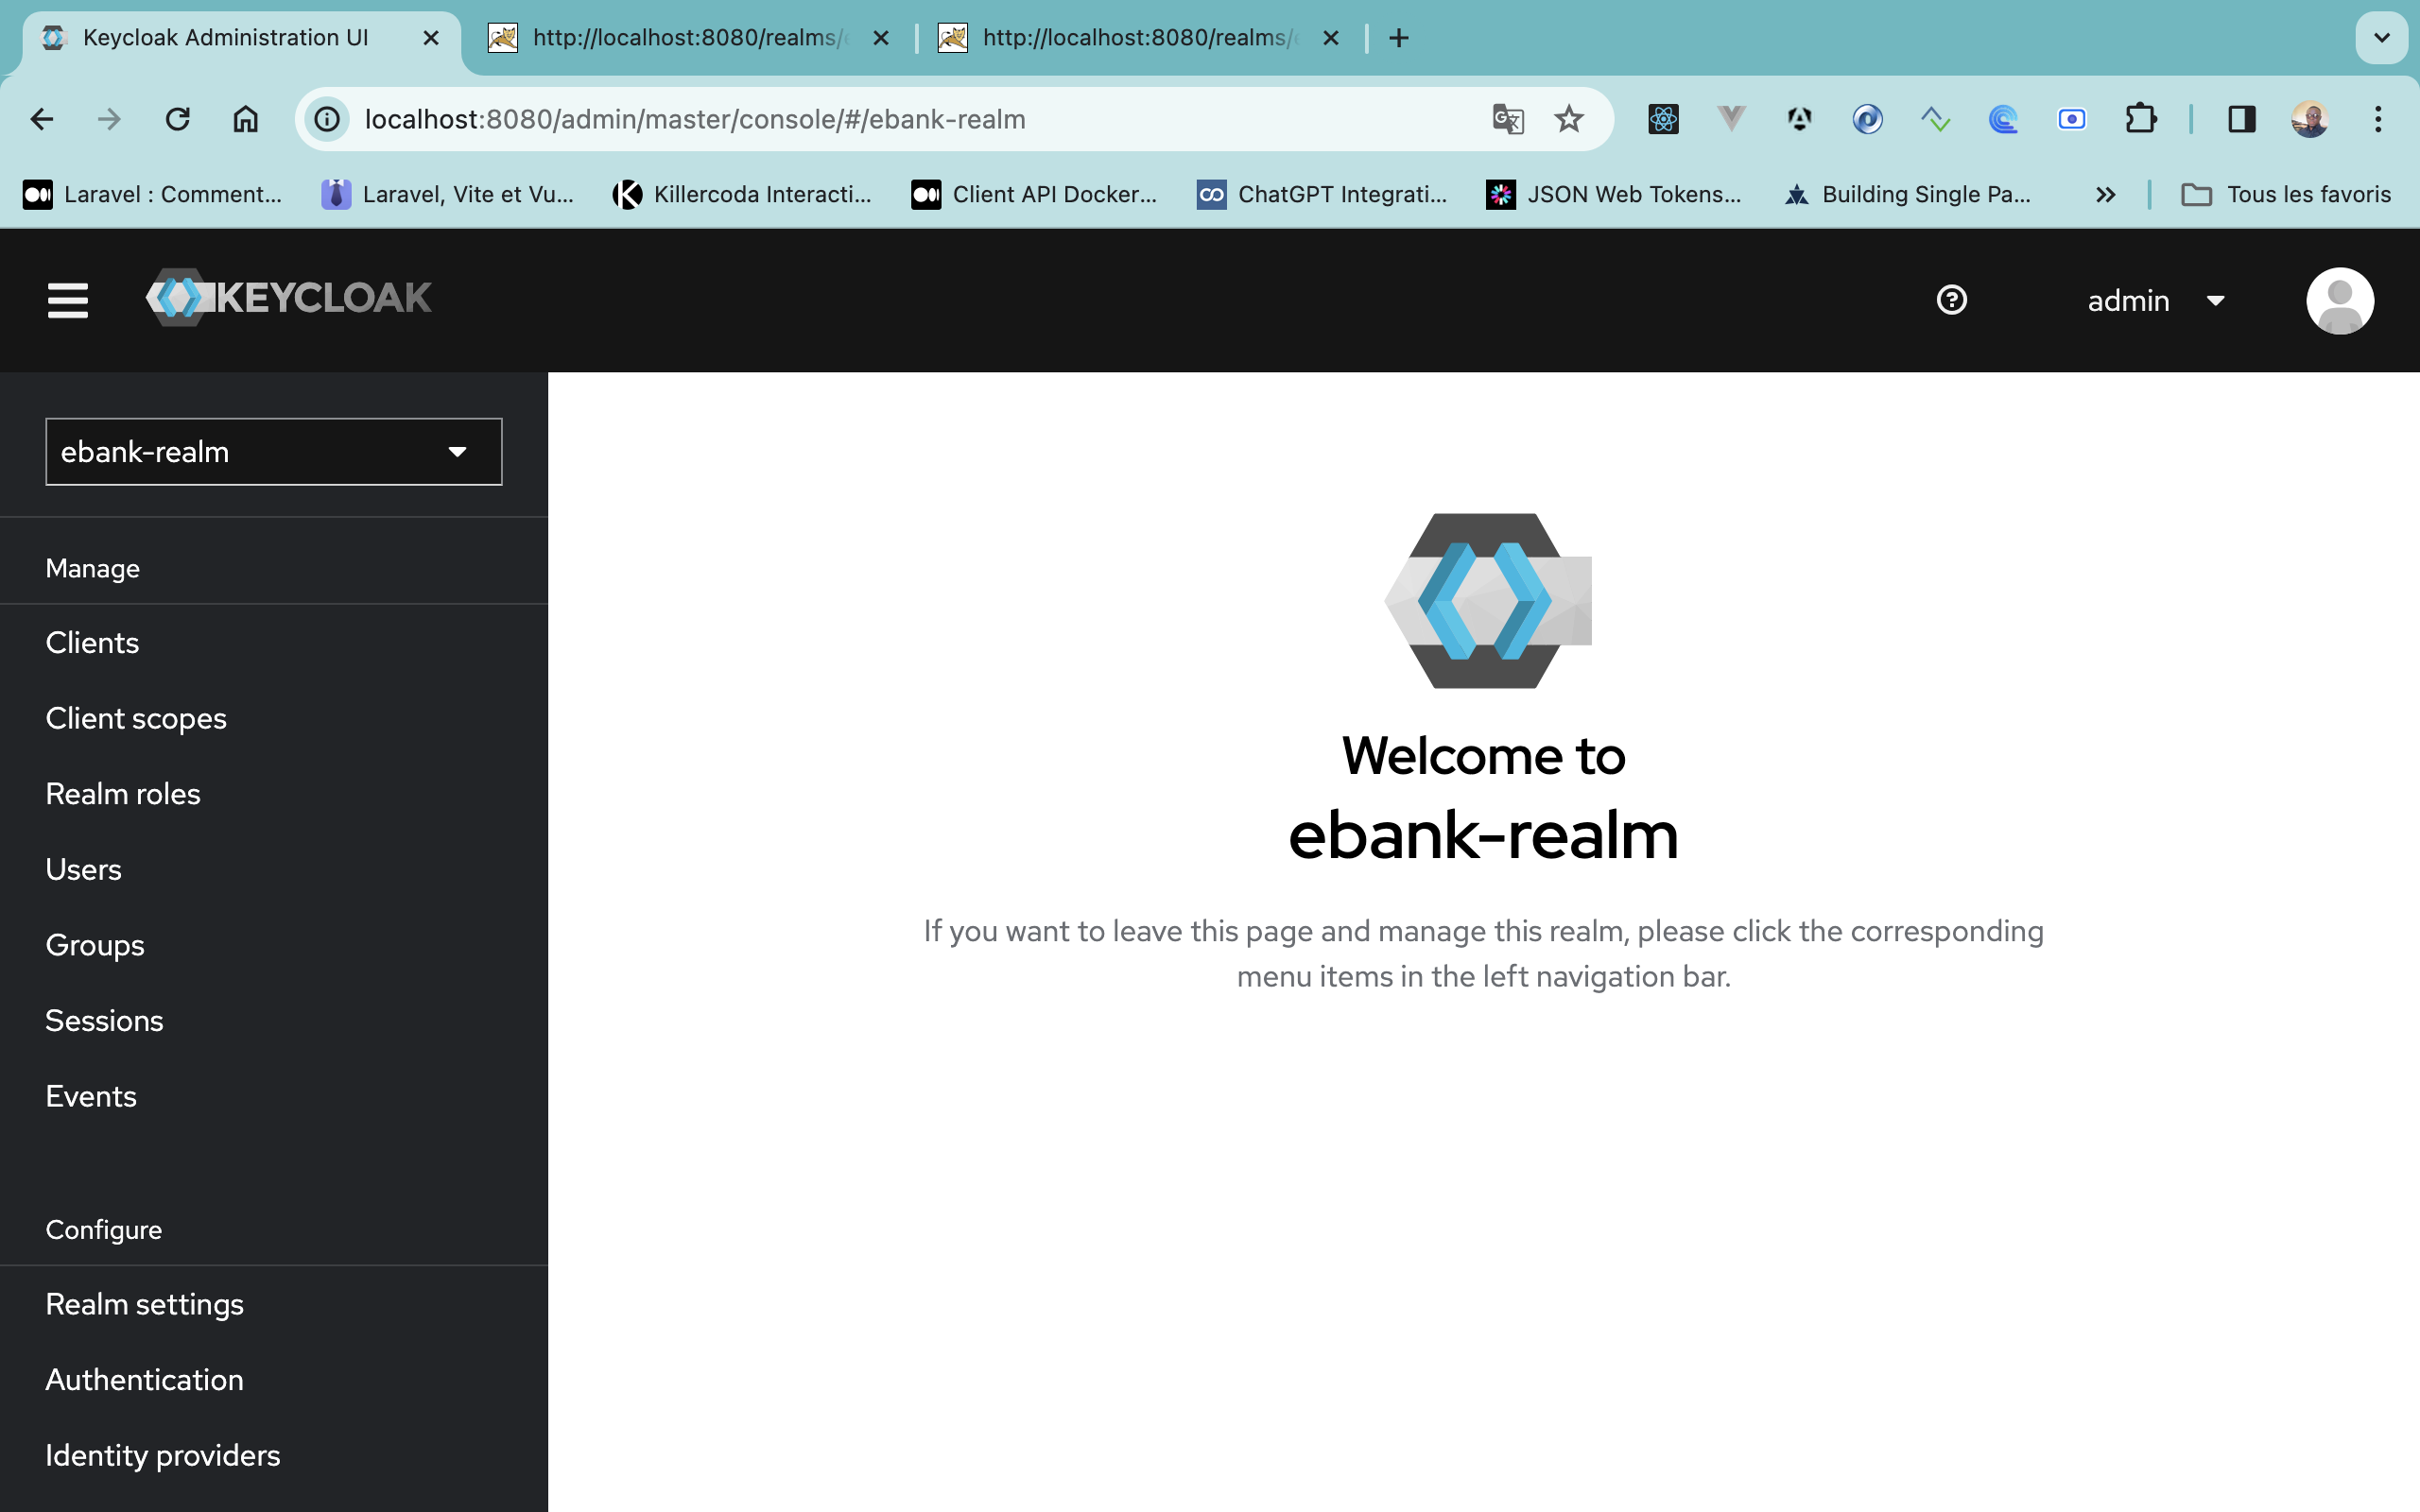 Keycloak Administration UI
http://localhost:8080/realms/
http://localhost:8080/realms/
localhost:8080/admin/master/console/#/ebank-realm
Laravel : Comment...
Laravel, Vite et Vu...
Killercoda Interacti...
Client API Docker...
ChatGPT Integrati...
JSON Web Tokens...
Building Single Pa...
Tous les favoris
KEYCLOAK
admin
ebank-realm
Manage
Clients
Client scopes
Realm roles
Users
Groups
Sessions
Events
Configure
Realm settings
Authentication
Identity providers
Welcome to
ebank-realm
If you want to leave this page and manage this realm, please click the corresponding
menu items in the left navigation bar.